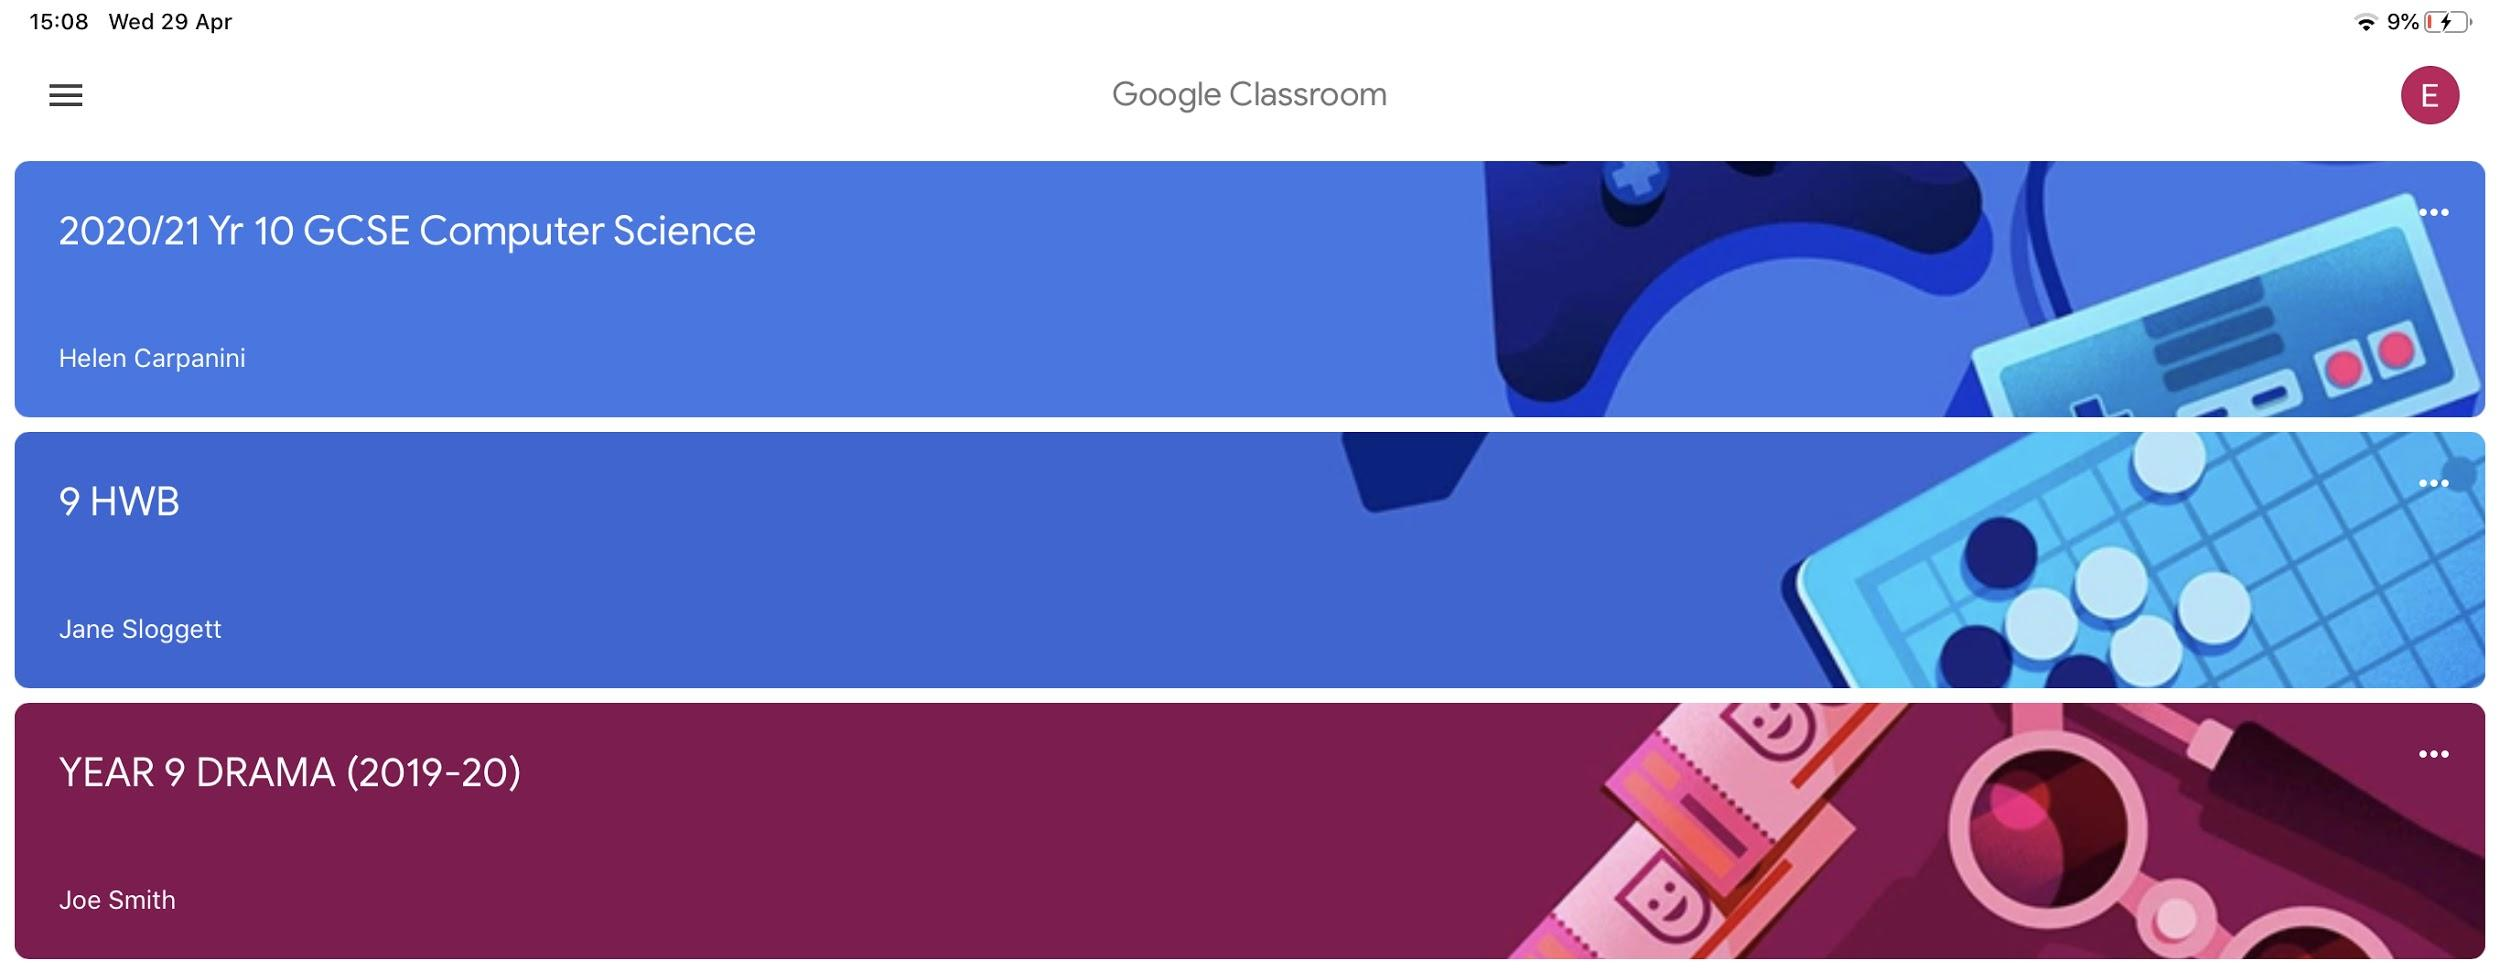 15:08 Wed 29 Apr 9%
Google Classroom E
2020/21 Yr 10 GCSE Computer Science
Helen Carpanini
9 HWB
Jane Sloggett
YEAR 9 DRAMA (2019-20)
Joe Smith